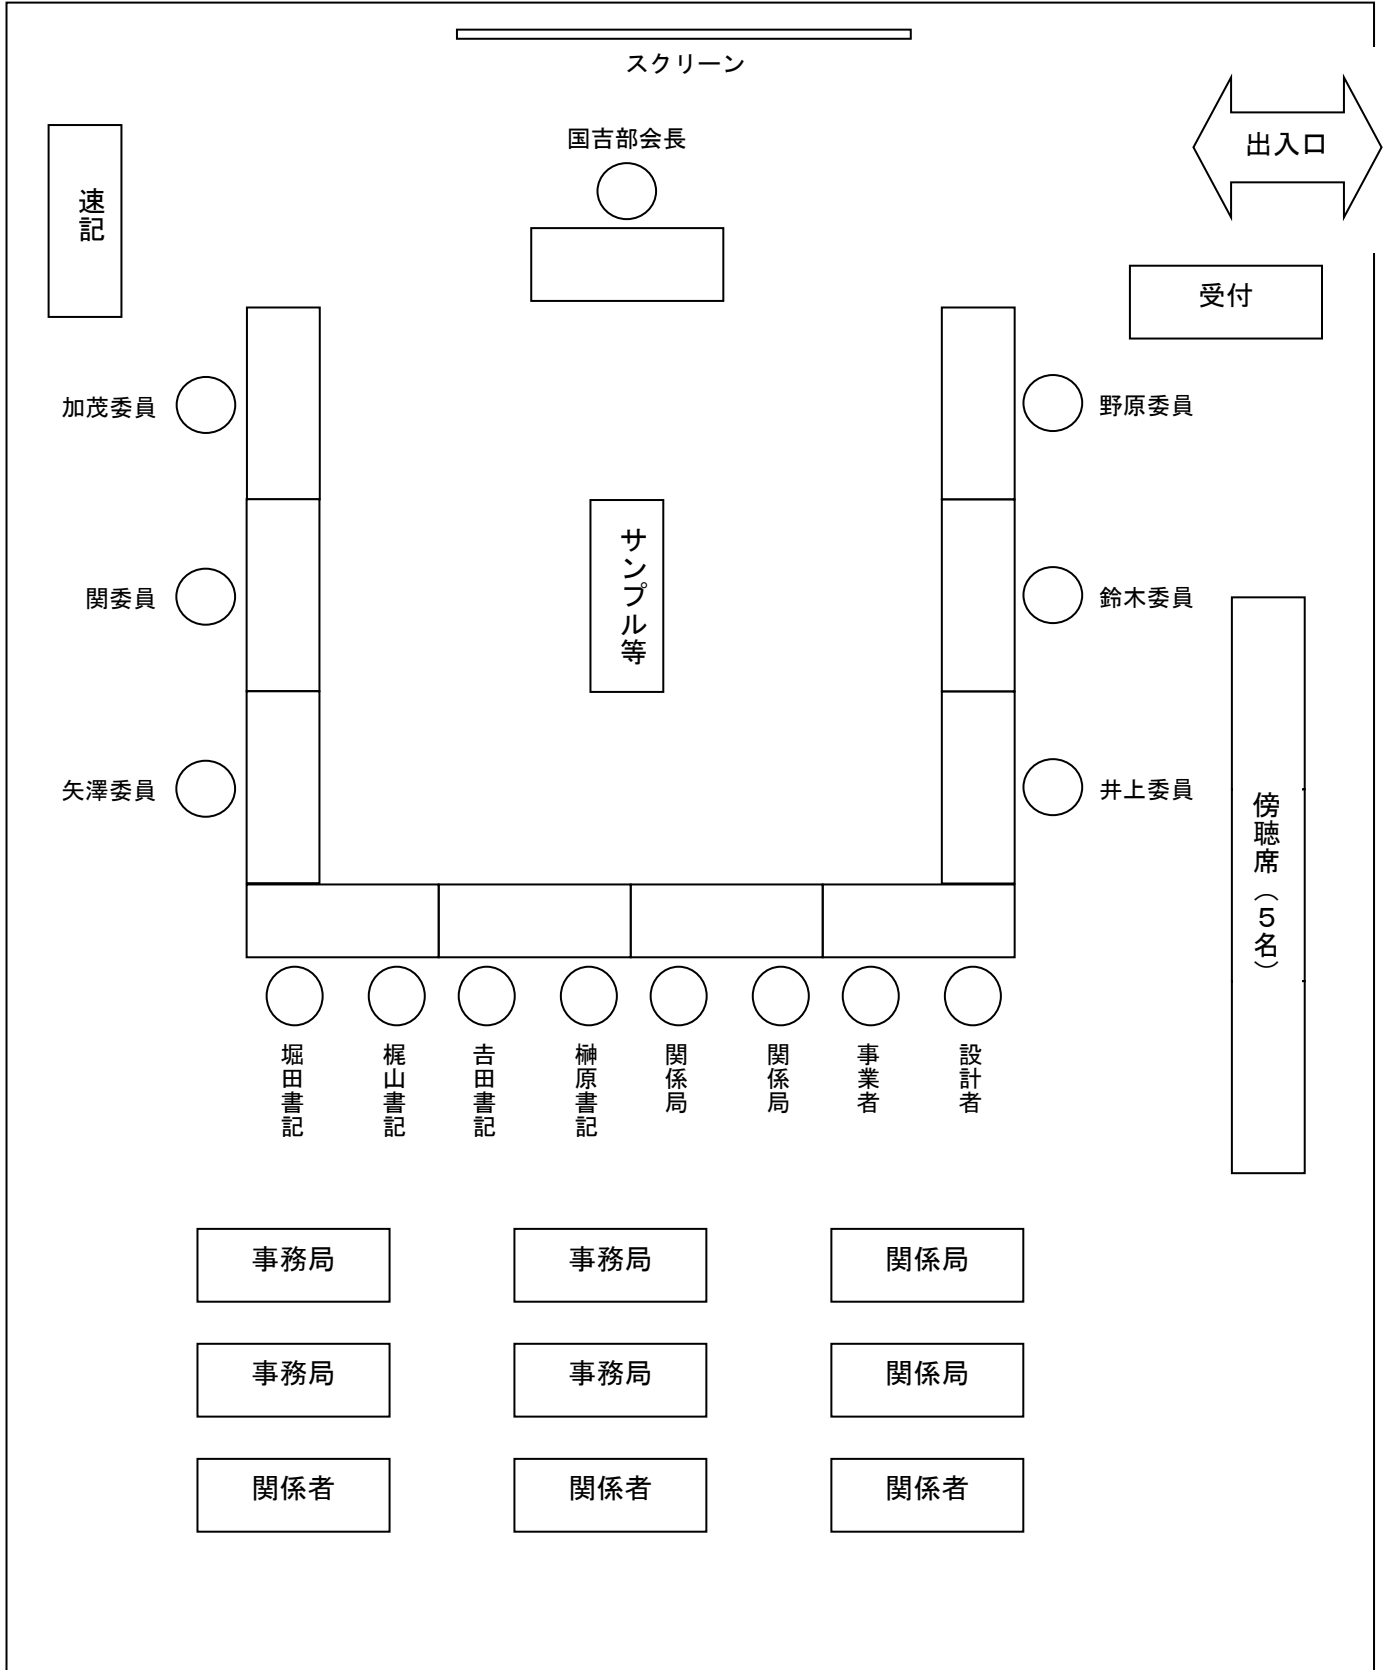 スクリーン
国吉部会長
出入口
速記
受付
加茂委員
野原委員
関委員
サンプル等
鈴木委員
矢澤委員
井上委員
傍聴席（５名）
堀田書記
梶山書記
𠮷田書記
榊原書記
関係局
関係局
事業者
設計者
事務局
事務局
関係局
事務局
事務局
関係局
関係者
関係者
関係者